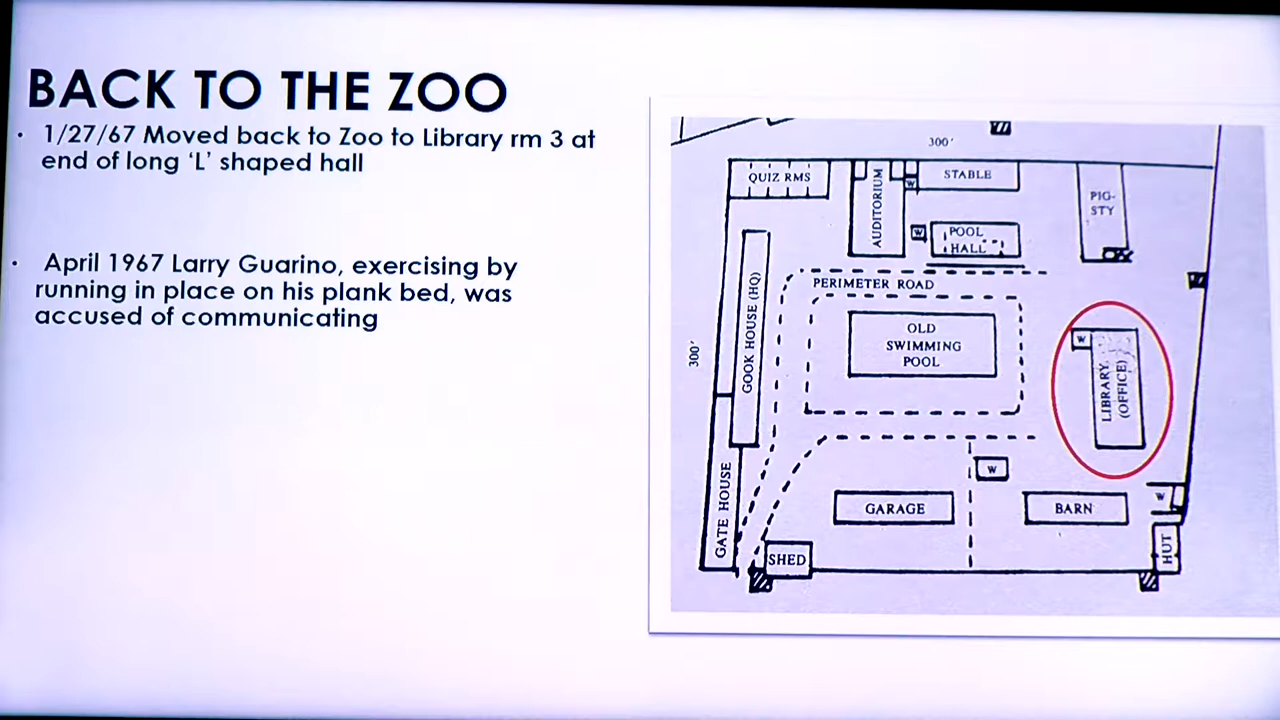 BACK TO THE ZOO
· 1/27/67 Moved back to Zoo to Library rm 3 at
end of long ‘L’ shaped hall
· April 1967 Larry Guarino, exercising by
running in place on his plank bed, was
accused of communicating
300'
QUIZ RMS
AUDITORIUM
W
STABLE
PIG-
STY
W
POOL
HALL
GOOK HOUSE (HQ)
PERIMETER ROAD
300'
OLD
SWIMMING
POOL
W
LIBRARY
(OFFICE)
GATE HOUSE
W
GARAGE
BARN
W
SHED
HUT